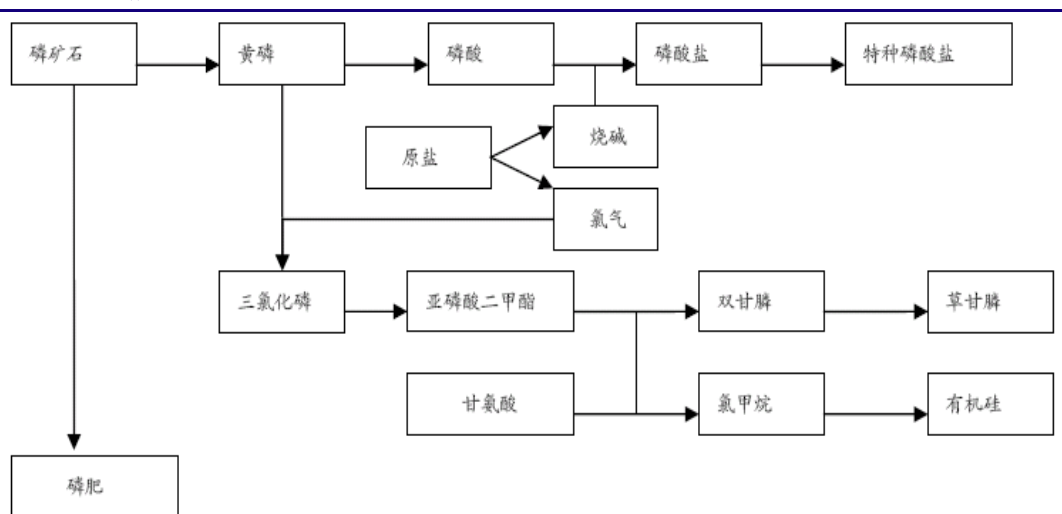 磷矿石
黄磷
磷酸
磷酸盐
特种磷酸盐
原盐
烧碱
氯气
三氯化磷
亚磷酸二甲酯
双甘膦
草甘膦
甘氨酸
氯甲烷
有机硅
磷肥